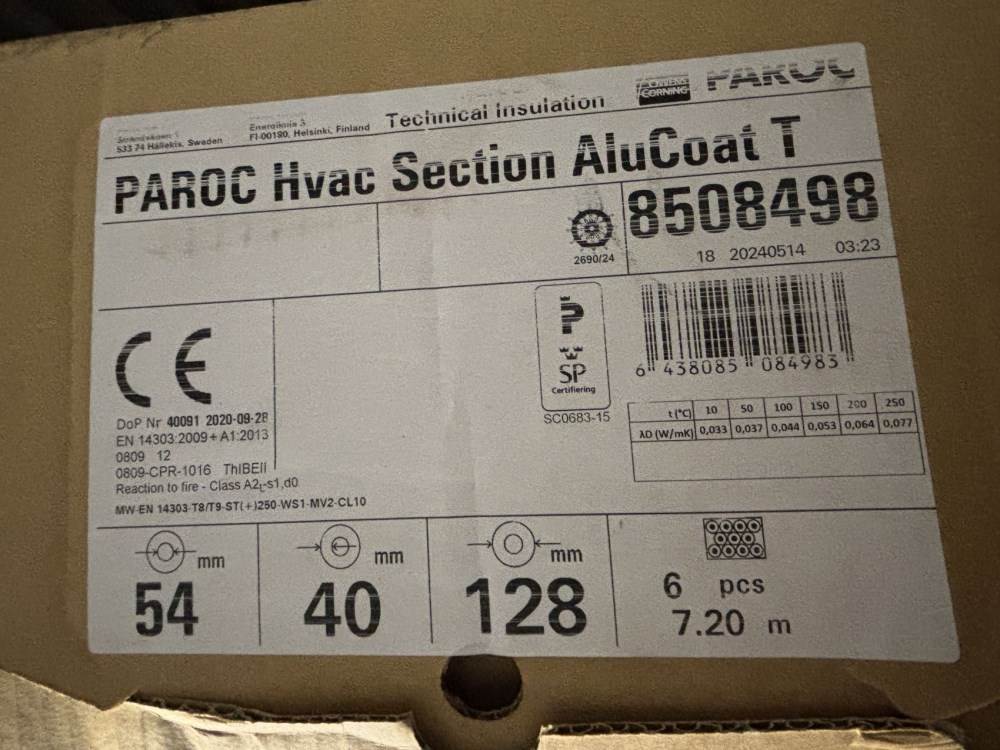 OWENS CORNING
PAROC
533 74 Hällekis, Sweden
Energiakuja 3
FI-00180, Helsinki, Finland
Technical Insulation
PAROC Hvac Section AluCoat T
2690/24
8508498
18 20240514 03:23
CE
DoP Nr 40091 2020-09-28
EN 14303:2009+A1:2013
0809 12
0809-CPR-1016 ThIBEII
Reaction to fire - Class A2L-s1,d0
MW-EN 14303-T8/T9-ST(+)250-WS1-MV2-CL10
P
SP
Certifiering
SC0683-15
6 438085 084983
t (°C) 10 50 100 150 200 250
λD (W/mK) 0,033 0,037 0,044 0,053 0,064 0,077
mm mm mm
54 40 128
6 pcs
7.20 m